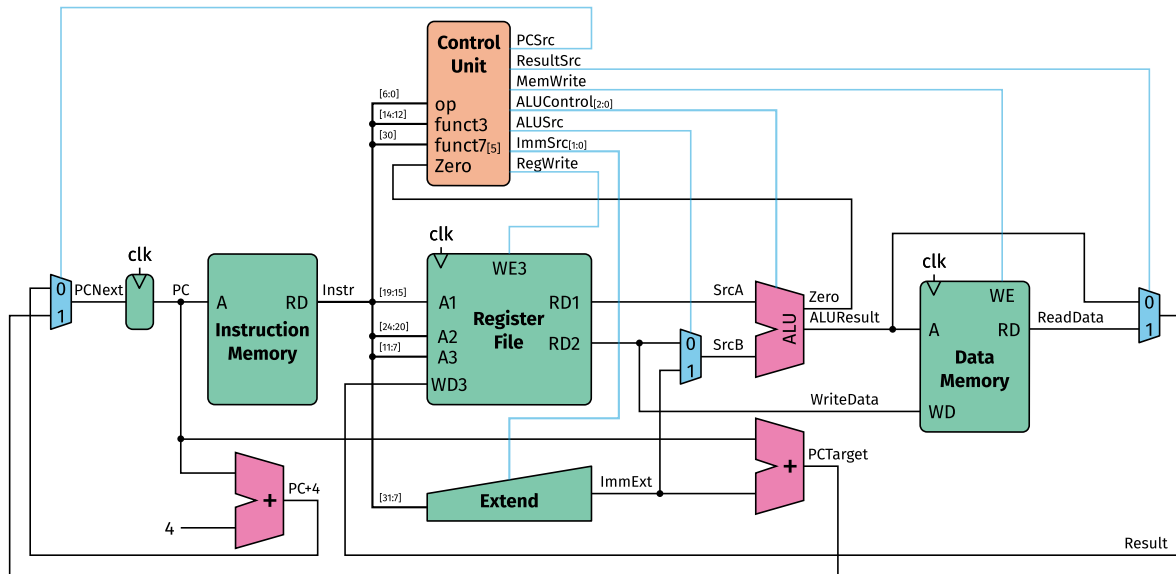 Control
Unit
PCSrc
ResultSrc
MemWrite
ALUControl[2:0]
ALUSrc
ImmSrc[1:0]
RegWrite
[6:0]
op
[14:12]
funct3
[30]
funct7[5]
Zero
clk
0
1
PCNext
clk
PC
A
RD
Instruction
Memory
Instr
[19:15]
[24:20]
[11:7]
WE3
A1
A2
A3
WD3
RD1
RD2
Register
File
SrcA
0
1
SrcB
ALU
Zero
ALUResult
clk
WE
A
RD
Data
Memory
WD
ReadData
0
1
WriteData
PCTarget
+
ImmExt
[31:7]
Extend
PC+4
+
4
Result